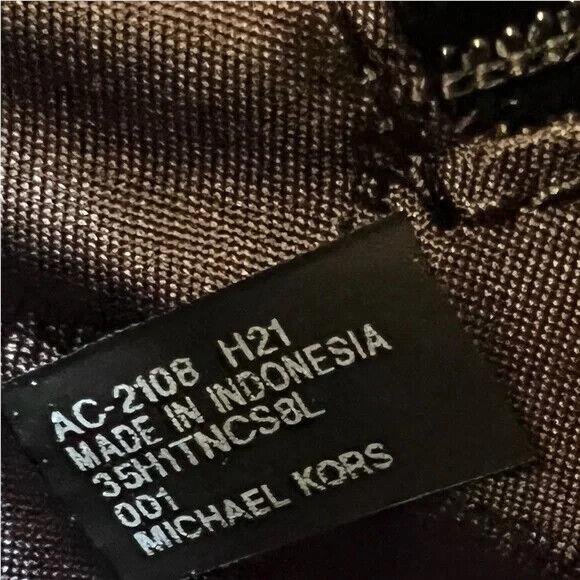 AC-2108 H21
MADE IN INDONESIA
35H1TNCS8L
001
MICHAEL KORS